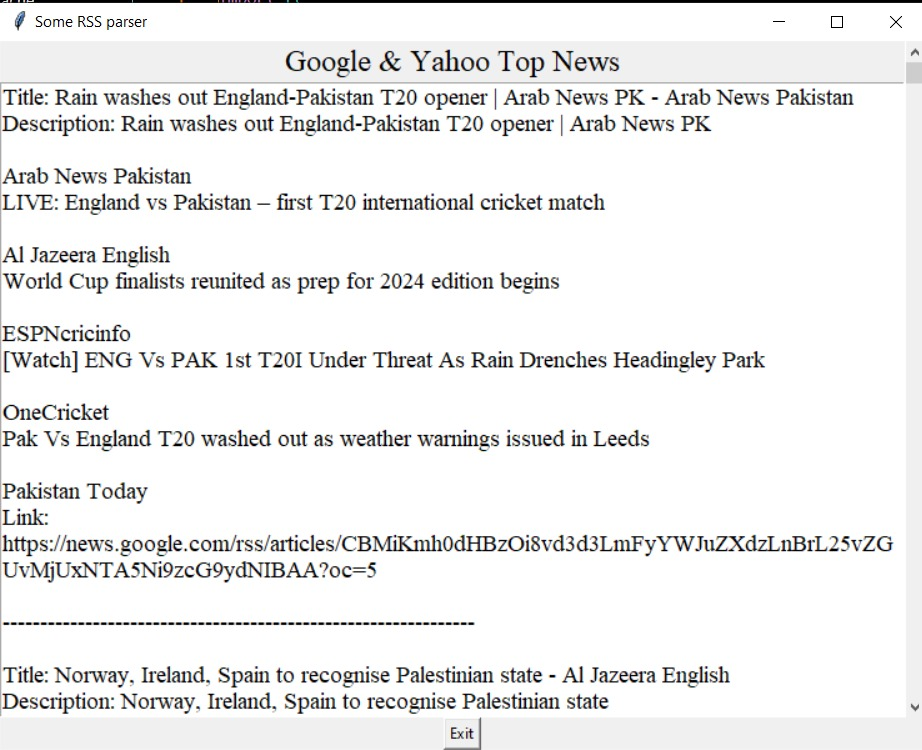 Some RSS parser
Google & Yahoo Top News
Title: Rain washes out England-Pakistan T20 opener | Arab News PK - Arab News Pakistan
Description: Rain washes out England-Pakistan T20 opener | Arab News PK
Arab News Pakistan
LIVE: England vs Pakistan – first T20 international cricket match
Al Jazeera English
World Cup finalists reunited as prep for 2024 edition begins
ESPNcricinfo
[Watch] ENG Vs PAK 1st T20I Under Threat As Rain Drenches Headingley Park
OneCricket
Pak Vs England T20 washed out as weather warnings issued in Leeds
Pakistan Today
Link:
https://news.google.com/rss/articles/CBMiKmh0dHBzOi8vd3d3LmFyYWJuZXdzLnBrL25vZG
UvMjUxNTA5Ni9zcG9ydNIBAA?oc=5
---------------------------------------------------------------
Title: Norway, Ireland, Spain to recognise Palestinian state - Al Jazeera English
Description: Norway, Ireland, Spain to recognise Palestinian state
Exit